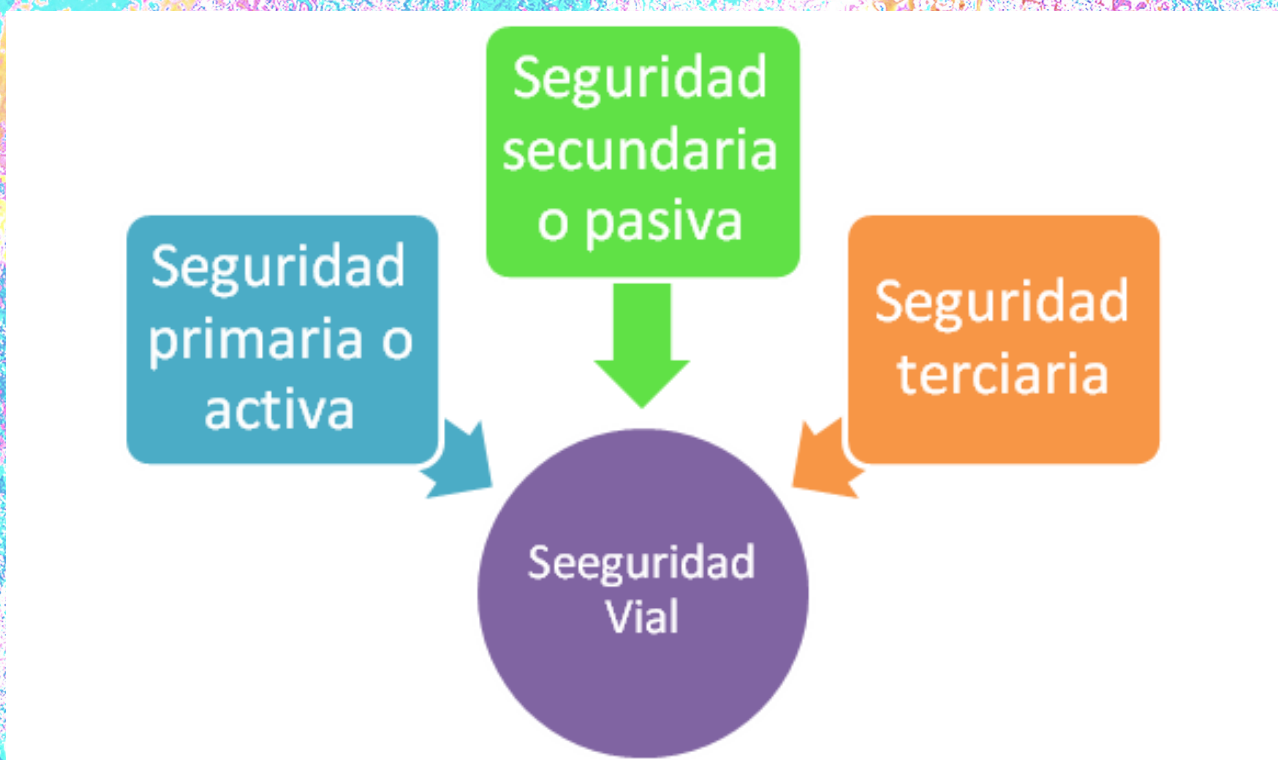 Seguridad
primaria o
activa
Seguridad
secundaria
o pasiva
Seguridad
terciaria
Seeguridad
Vial